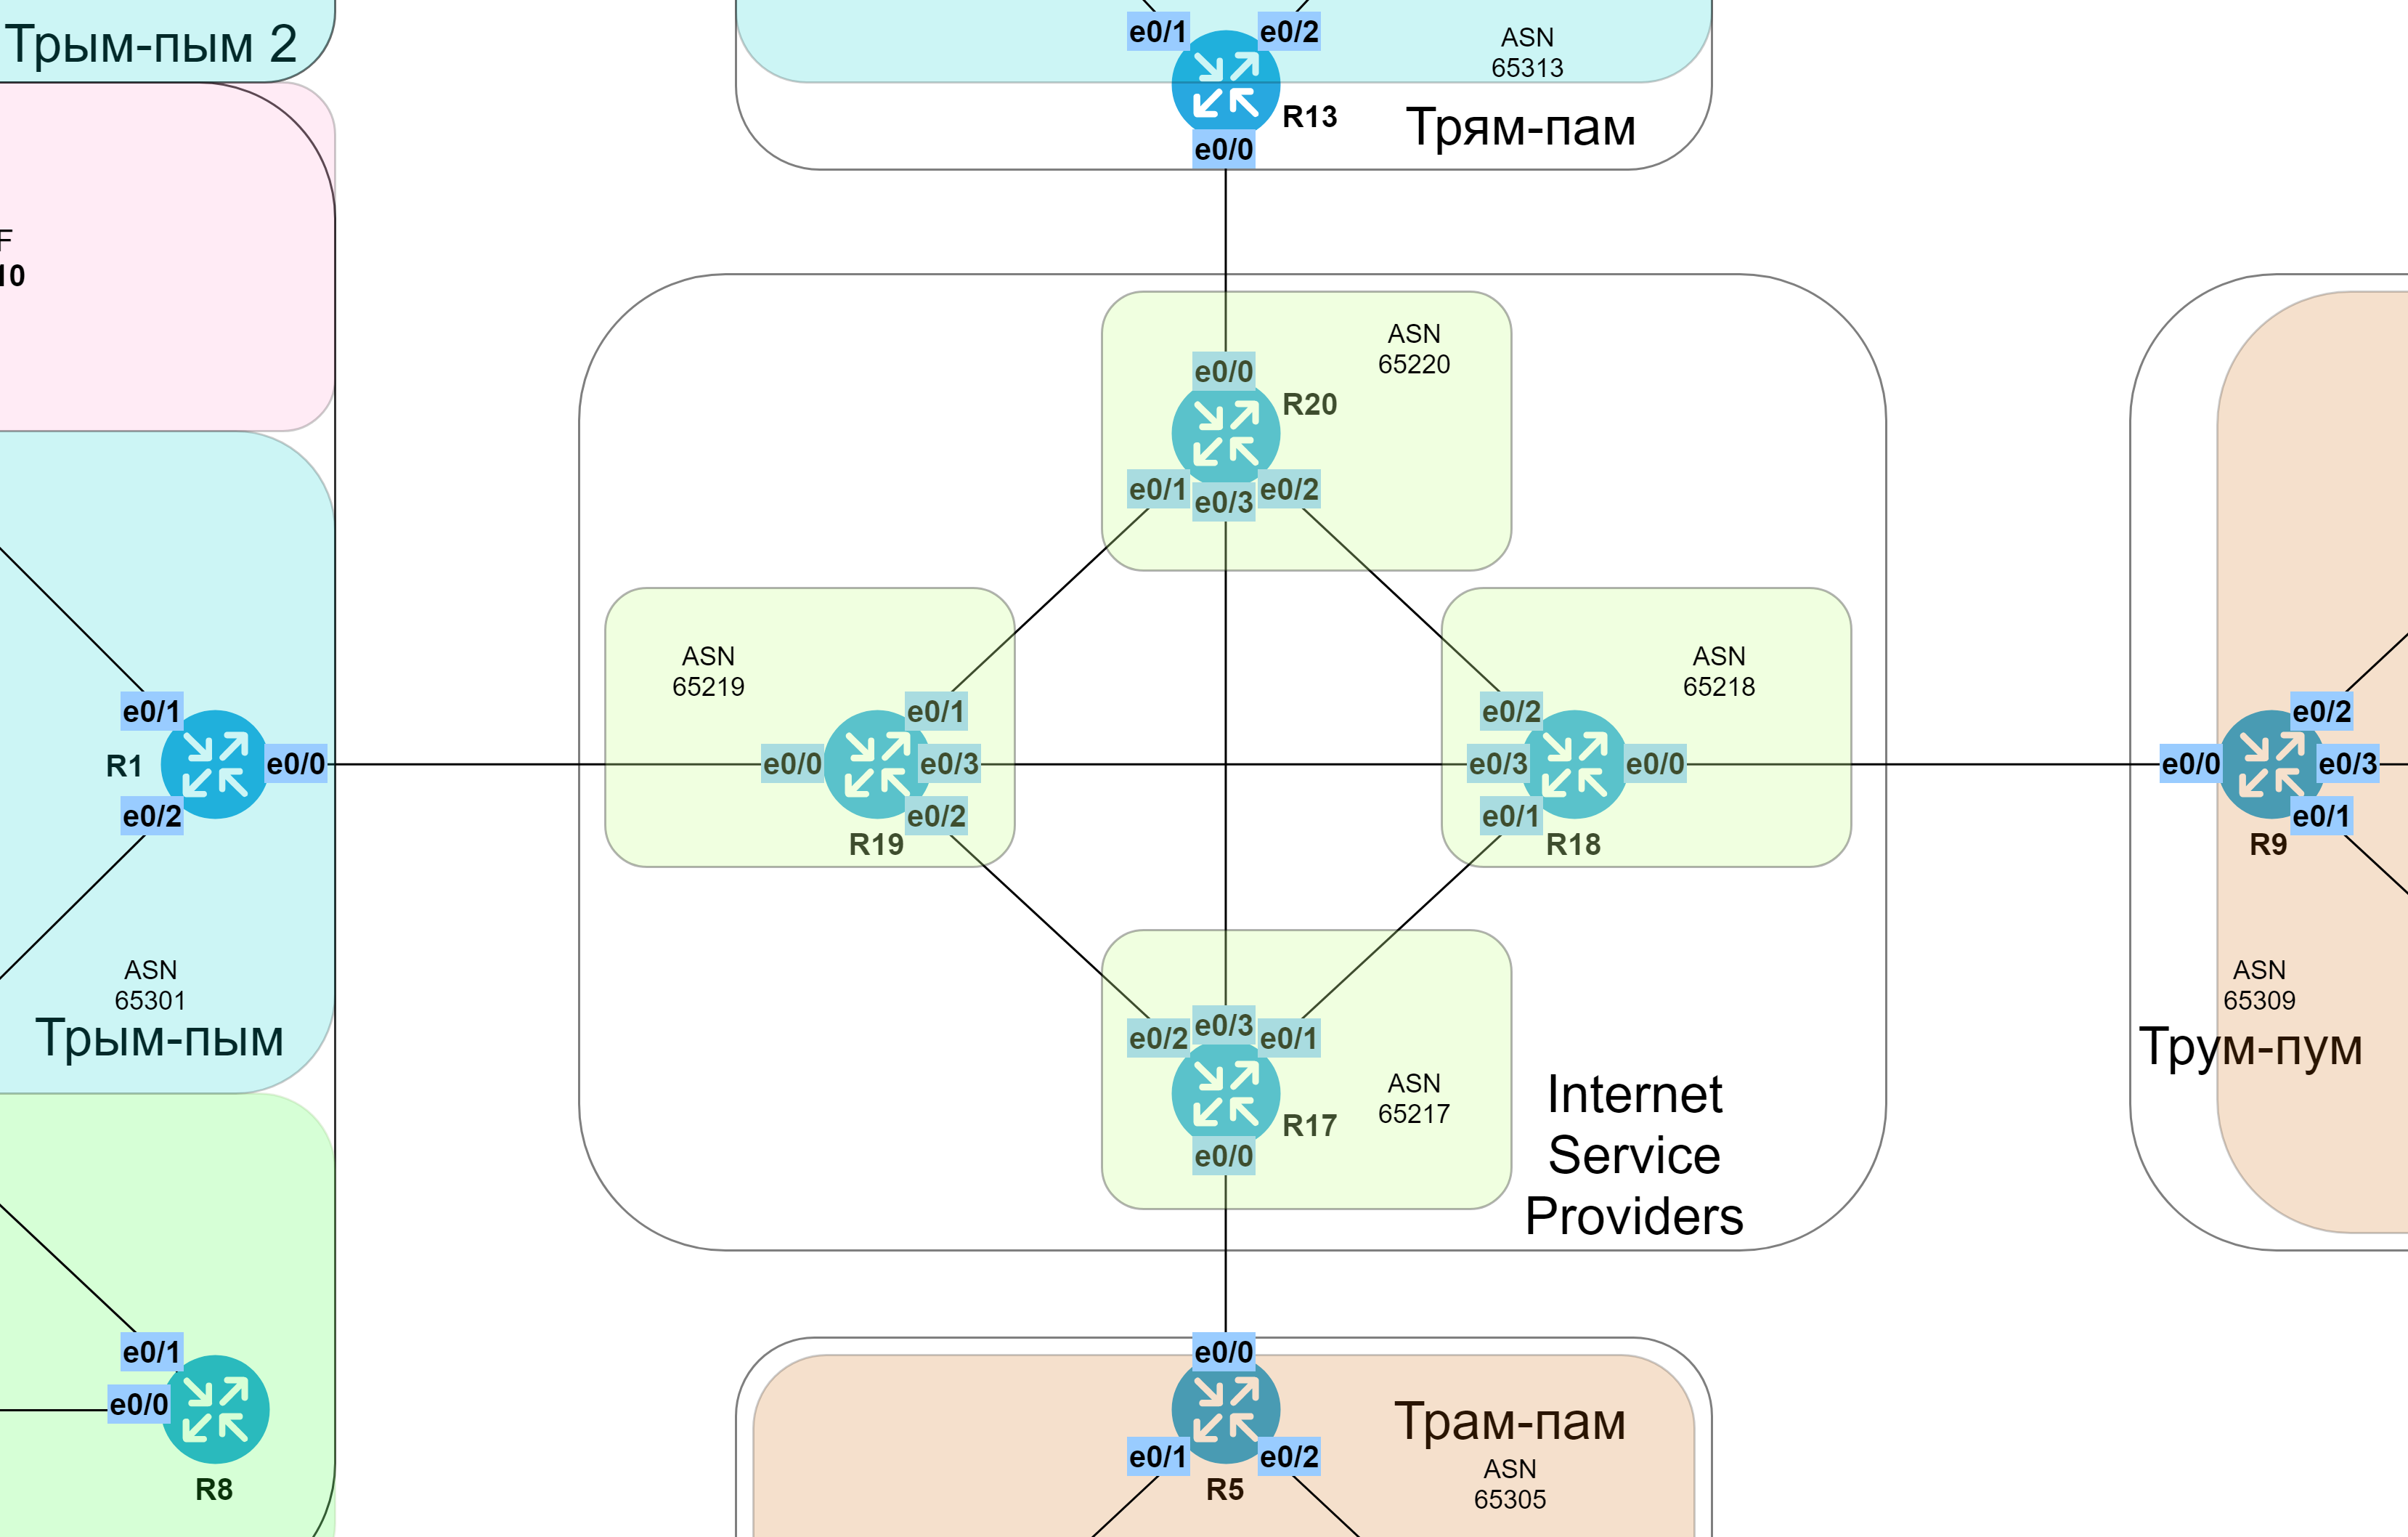 Трым-пым 2
F
10
e0/1
e0/2
ASN
65313
R13
Трям-пам
e0/0
ASN
65220
e0/0
R20
e0/1
e0/3
e0/2
ASN
65219
e0/1
e0/0
e0/3
e0/2
R19
ASN
65218
e0/2
e0/3
e0/0
e0/1
R18
e0/1
R1
e0/0
e0/2
ASN
65301
Трым-пым
e0/2
e0/0
e0/3
e0/1
R9
ASN
65309
Трум-пум
e0/3
e0/2
e0/1
ASN
65217
R17
e0/0
Internet
Service
Providers
e0/1
e0/0
R8
e0/0
Трам-пам
e0/1
e0/2
R5
ASN
65305